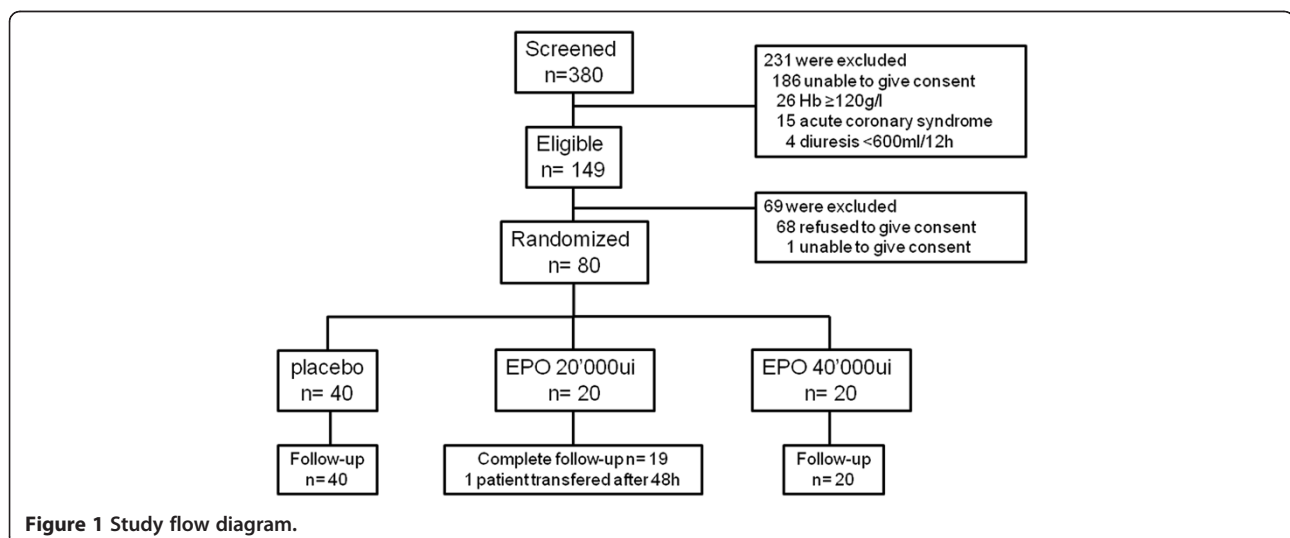 Screened
n=380
231 were excluded
186 unable to give consent
26 Hb ≥120g/l
15 acute coronary syndrome
4 diuresis <600ml/12h
Eligible
n= 149
69 were excluded
68 refused to give consent
1 unable to give consent
Randomized
n= 80
placebo
n= 40
EPO 20'000ui
n= 20
EPO 40'000ui
n= 20
Follow-up
n= 40
Complete follow-up n= 19
1 patient transfered after 48h
Follow-up
n= 20
Figure 1 Study flow diagram.